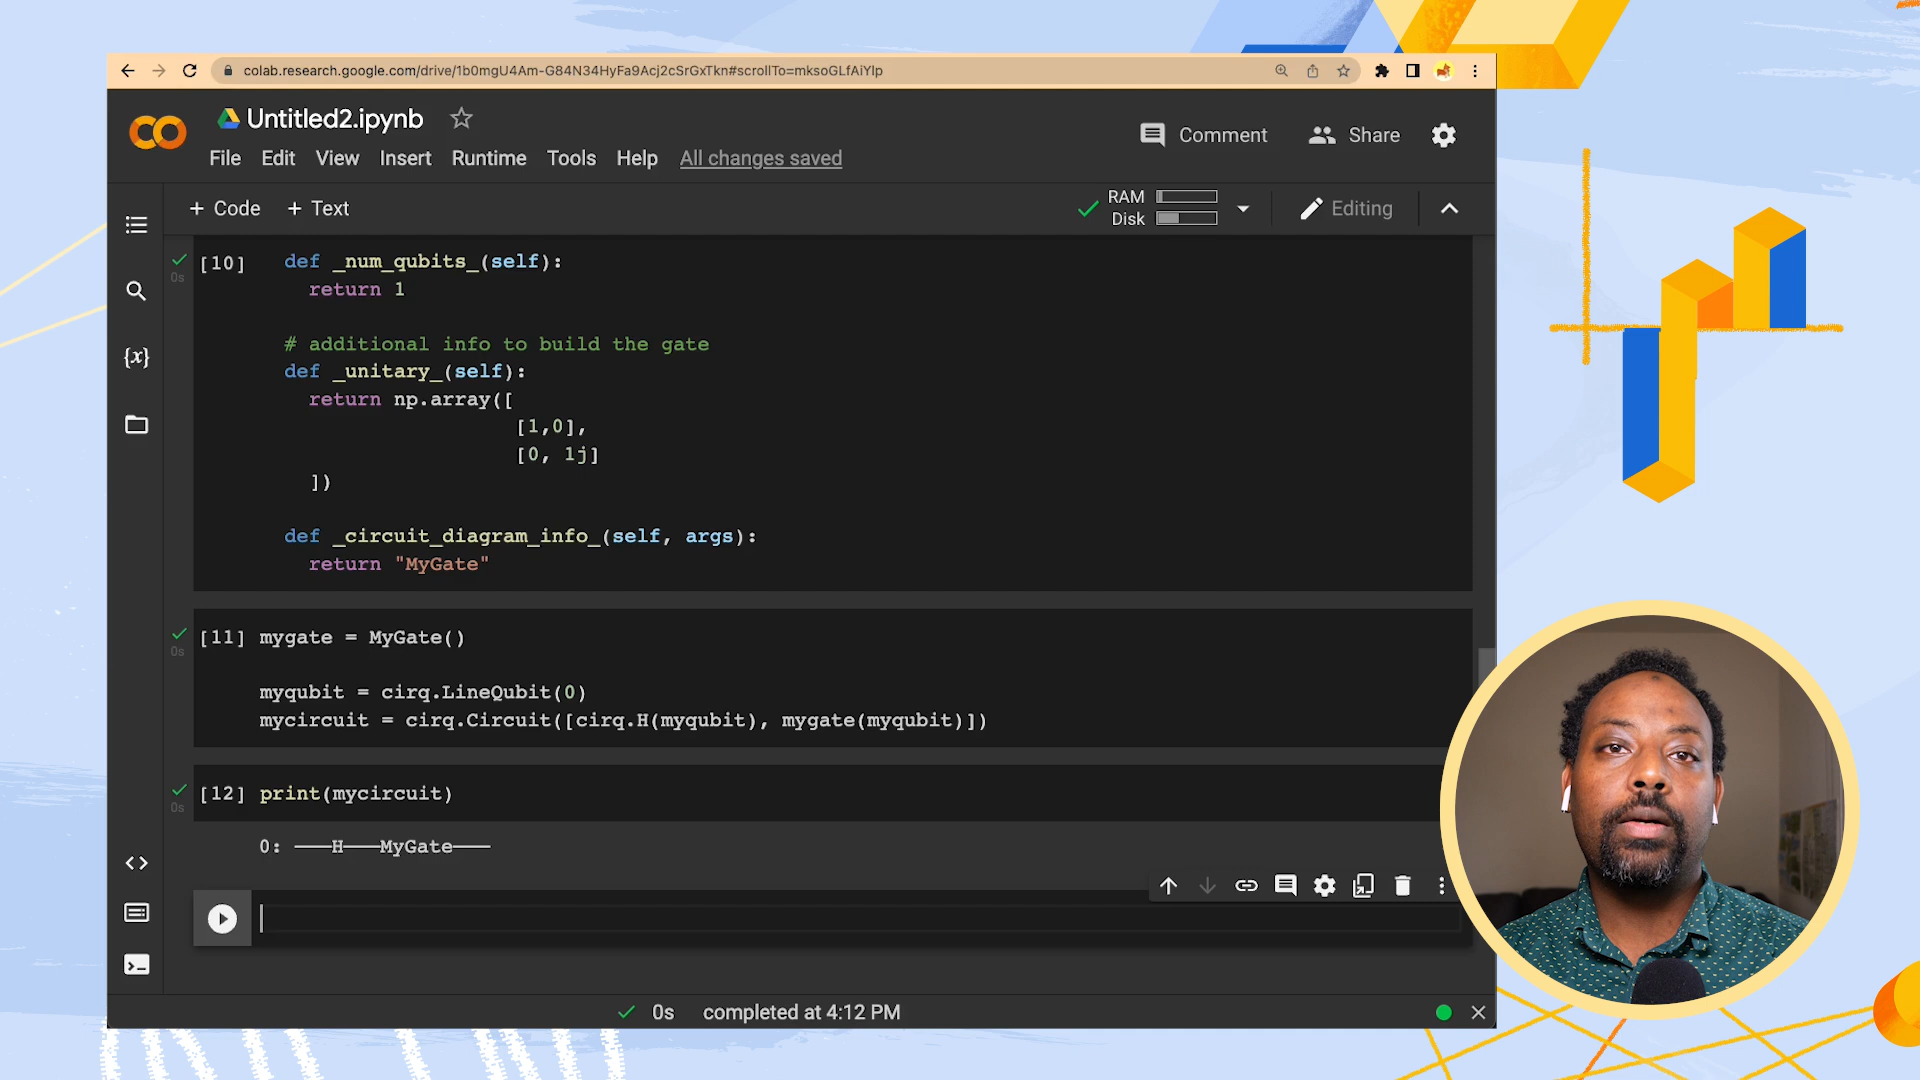 colab.research.google.com/drive/1b0mgU4Am-G84N34HyFa9Acj2cSrGxTkn#scrollTo=mksoGLfAiYlp
Untitled2.ipynb
Comment
Share
File Edit View Insert Runtime Tools Help All changes saved
+ Code + Text
RAM
Disk
Editing
{x}
0s
[10] def _num_qubits_(self):
return 1
# additional info to build the gate
def _unitary_(self):
return np.array([
[1,0],
[0, 1j]
])
def _circuit_diagram_info_(self, args):
return "MyGate"
0s
[11] mygate = MyGate()
myqubit = cirq.LineQubit(0)
mycircuit = cirq.Circuit([cirq.H(myqubit), mygate(myqubit)])
0s
[12] print(mycircuit)
0: ───H───MyGate───
0s completed at 4:12 PM